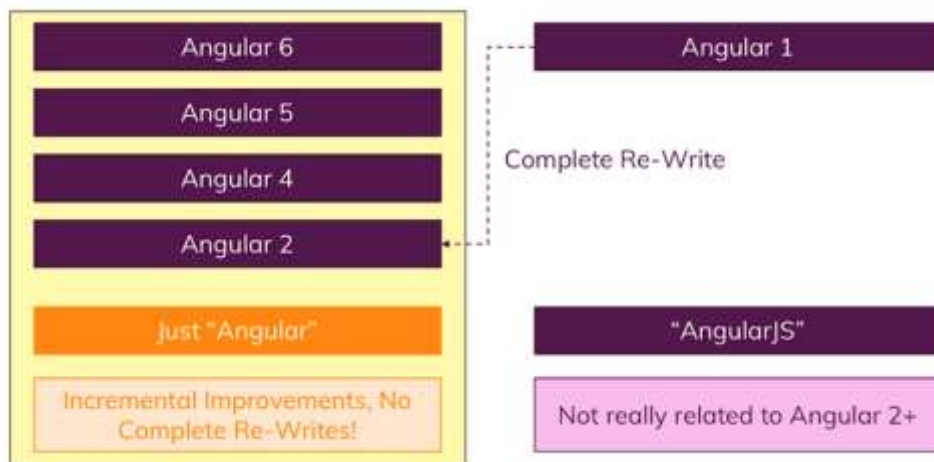 Angular 6
Angular 5
Angular 4
Angular 2
Just “Angular”
Incremental Improvements, No
Complete Re-Writes!
Angular 1
Complete Re-Write
“AngularJS”
Not really related to Angular 2+